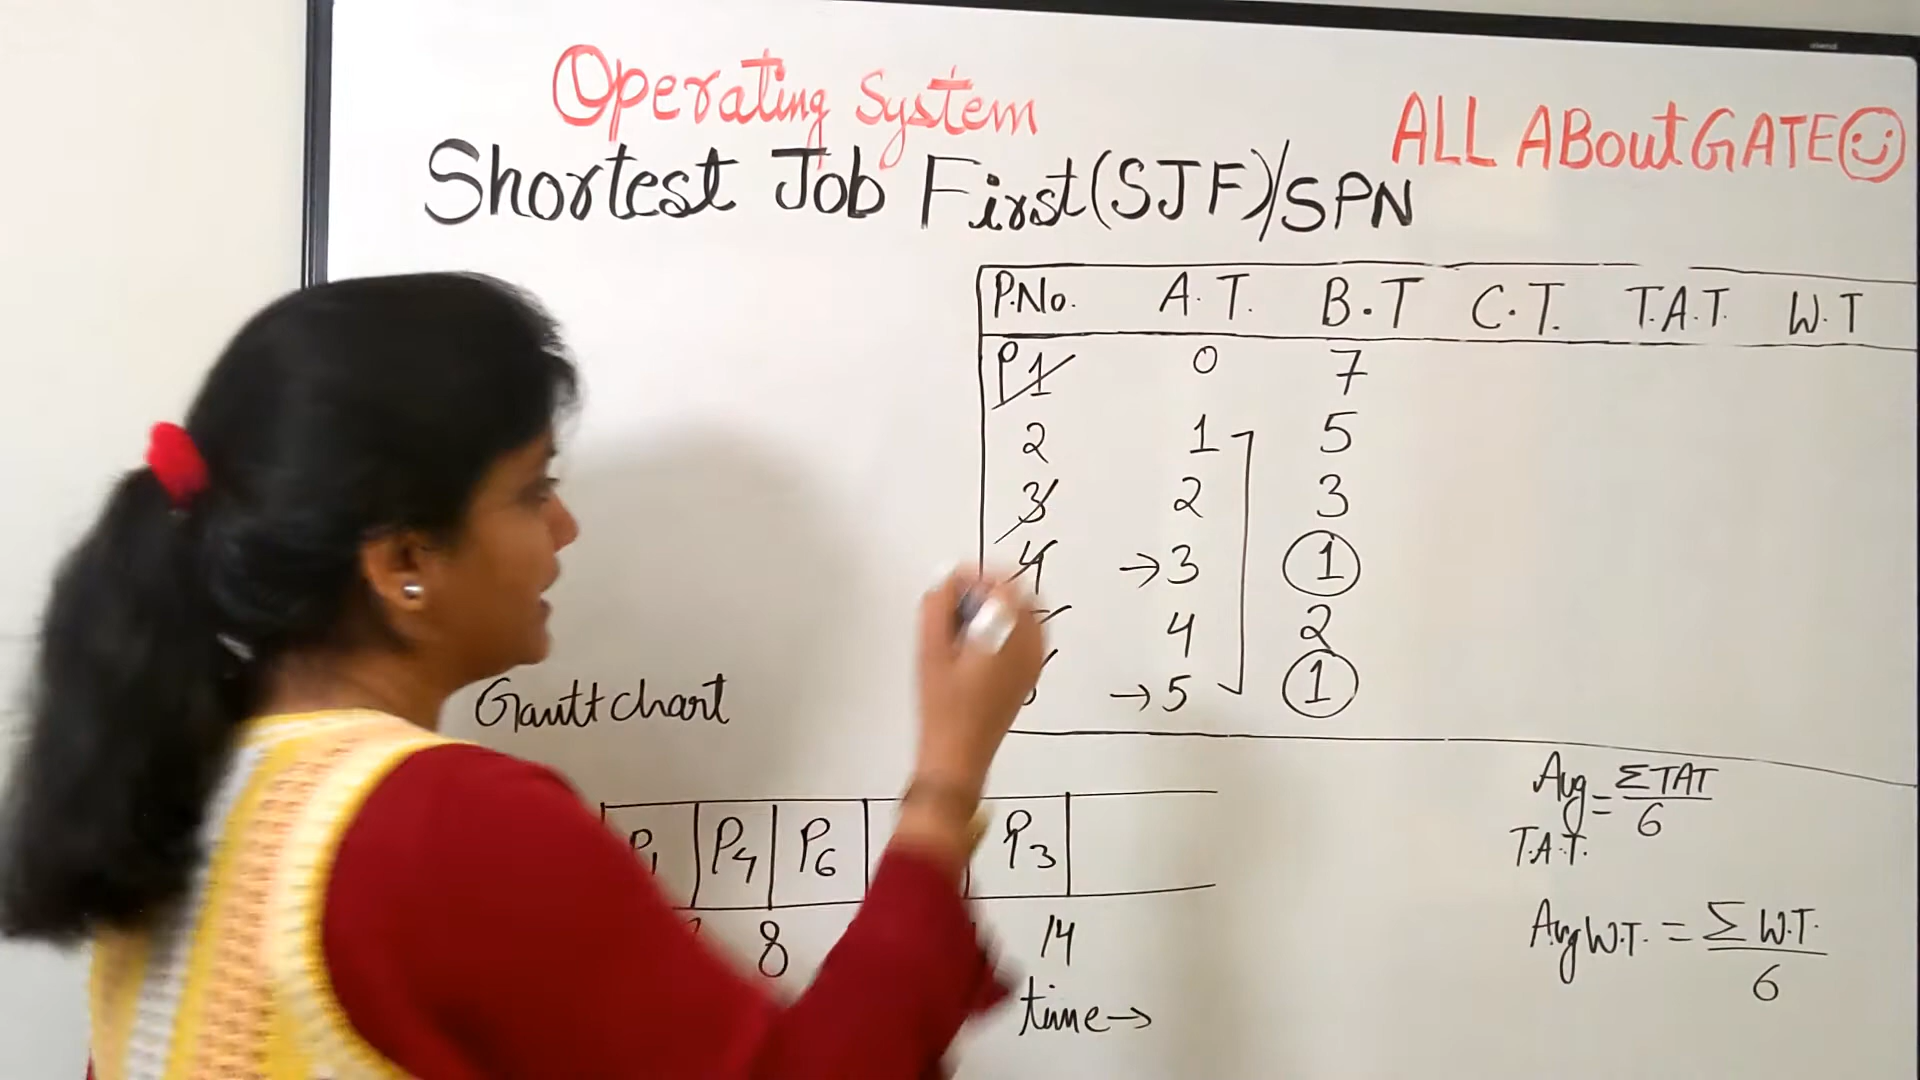 Operating System
ALL ABout GATE
Shortest Job First(SJF)/SPN
P.No. A.T. B.T C.T. T.A.T. W.T
P1 0 7
2 1 5
3 2 3
4 →3 1
4 2
→5 1
Gantt chart
Avg T.A.T. = ΣTAT / 6
P1 P4 P6 P3
8 14
Avg W.T. = Σ W.T. / 6
time→